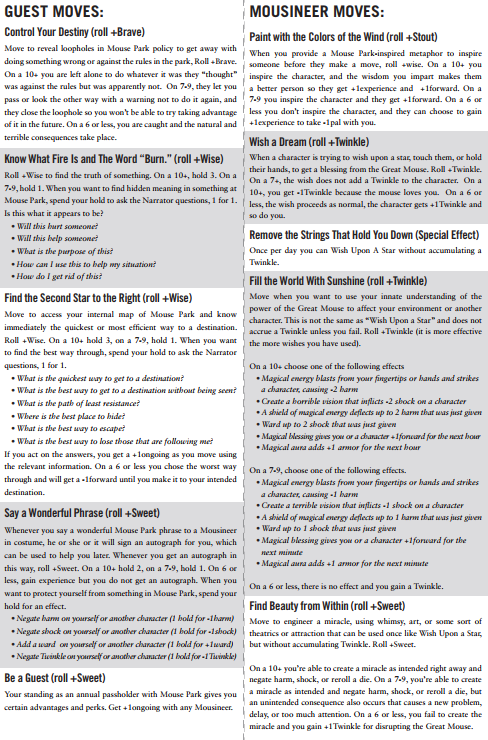 GUEST MOVES:
Control Your Destiny (roll +Brave)
Move to reveal loopholes in Mouse Park policy to get away with
doing something wrong or against the rules in the park, Roll +Brave.
On a 10+ you are left alone to do whatever it was they “thought”
was against the rules but was apparently not. On 7-9, they let you
pass or look the other way with a warning not to do it again, and
they close the loophole so you won’t be able to try taking advantage
of it in the future. On a 6 or less, you are caught and the natural and
terrible consequences take place.
Know What Fire Is and The Word “Burn.” (roll +Wise)
Roll +Wise to find the truth of something. On a 10+, hold 3. On a
7-9, hold 1. When you want to find hidden meaning in something at
Mouse Park, spend your hold to ask the Narrator questions, 1 for 1.
Is this what it appears to be?
• Will this hurt someone?
• Will this help someone?
• What is the purpose of this?
• How can I use this to help my situation?
• How do I get rid of this?
Find the Second Star to the Right (roll +Wise)
Move to access your internal map of Mouse Park and know
immediately the quickest or most efficient way to a destination.
Roll +Wise. On a 10+ hold 3, on a 7-9, hold 1. When you want
to find the best way through, spend your hold to ask the Narrator
questions, 1 for 1.
• What is the quickest way to get to a destination?
• What is the best way to get to a destination without being seen?
• What is the path of least resistance?
• Where is the best place to hide?
• What is the best way to escape?
• What is the best way to lose those that are following me?
If you act on the answers, you get a +1ongoing as you move using
the relevant information. On a 6 or less you chose the worst way
through and will get a -1forward until you make it to your intended
destination.
Say a Wonderful Phrase (roll +Sweet)
Whenever you say a wonderful Mouse Park phrase to a Mousineer
in costume, he or she or it will sign an autograph for you, which
can be used to help you later. Whenever you get an autograph in
this way, roll +Sweet. On a 10+ hold 2, on a 7-9, hold 1. On 6 or
less, gain experience but you do not get an autograph. When you
want to protect yourself from something in Mouse Park, spend your
hold for an effect.
• Negate harm on yourself or another character (1 hold for -1harm)
• Negate shock on yourself or another character (1 hold for -1shock)
• Add a ward on yourself or another character (1 hold for +1ward)
• Negate Twinkle on yourself or another character (1 hold for -1Twinkle)
Be a Guest (roll +Sweet)
Your standing as an annual passholder with Mouse Park gives you
certain advantages and perks. Get +1ongoing with any Mousineer.
MOUSINEER MOVES:
Paint with the Colors of the Wind (roll +Stout)
When you provide a Mouse Park-inspired metaphor to inspire
someone before they make a move, roll +wise. On a 10+ you
inspire the character, and the wisdom you impart makes them
a better person so they get +1experience and +1forward. On a
7-9 you inspire the character and they get +1forward. On a 6 or
less you don’t inspire the character, and they can choose to gain
+1experience to take -1pal with you.
Wish a Dream (roll +Twinkle)
When a character is trying to wish upon a star, touch them, or hold
their hands, to get a blessing from the Great Mouse. Roll +Twinkle.
On a 7+, the wish does not add a Twinkle to the character. On a
10+, you get -1Twinkle because the mouse loves you. On a 6 or
less, the wish proceeds as normal, the character gets +1Twinkle and
so do you.
Remove the Strings That Hold You Down (Special Effect)
Once per day you can Wish Upon A Star without accumulating a
Twinkle.
Fill the World With Sunshine (roll +Twinkle)
Move when you want to use your innate understanding of the
power of the Great Mouse to affect your environment or another
character. This is not the same as “Wish Upon a Star” and does not
accrue a Twinkle unless you fail. Roll +Twinkle (it is more effective
the more wishes you have used).
On a 10+ choose one of the following effects
• Magical energy blasts from your fingertips or hands and strikes
a character, causing -2 harm
• Create a horrible vision that inflicts -2 shock on a character
• A shield of magical energy deflects up to 2 harm that was just given
• Ward up to 2 shock that was just given
• Magical blessing gives you or a character +1forward for the next hour
• Magical aura adds +1 armor for the next hour
On a 7-9, choose one of the following effects.
• Magical energy blasts from your fingertips or hands and strikes
a character, causing -1 harm
• Create a terrible vision that inflicts -1 shock on a character
• A shield of magical energy deflects up to 1 harm that was just given
• Ward up to 1 shock that was just given
• Magical blessing gives you or a character +1forward for the
next minute
• Magical aura adds +1 armor for the next minute
On a 6 or less, there is no effect and you gain a Twinkle.
Find Beauty from Within (roll +Sweet)
Move to engineer a miracle, using whimsy, art, or some sort of
theatrics or attraction that can be used once like Wish Upon a Star,
but without accumulating Twinkle. Roll +Sweet.
On a 10+ you’re able to create a miracle as intended right away and
negate harm, shock, or reroll a die. On a 7-9, you’re able to create
a miracle as intended and negate harm, shock, or reroll a die, but
an unintended consequence also occurs that causes a new problem,
delay, or too much attention. On a 6 or less, you fail to create the
miracle and you gain +1Twinkle for disrupting the Great Mouse.